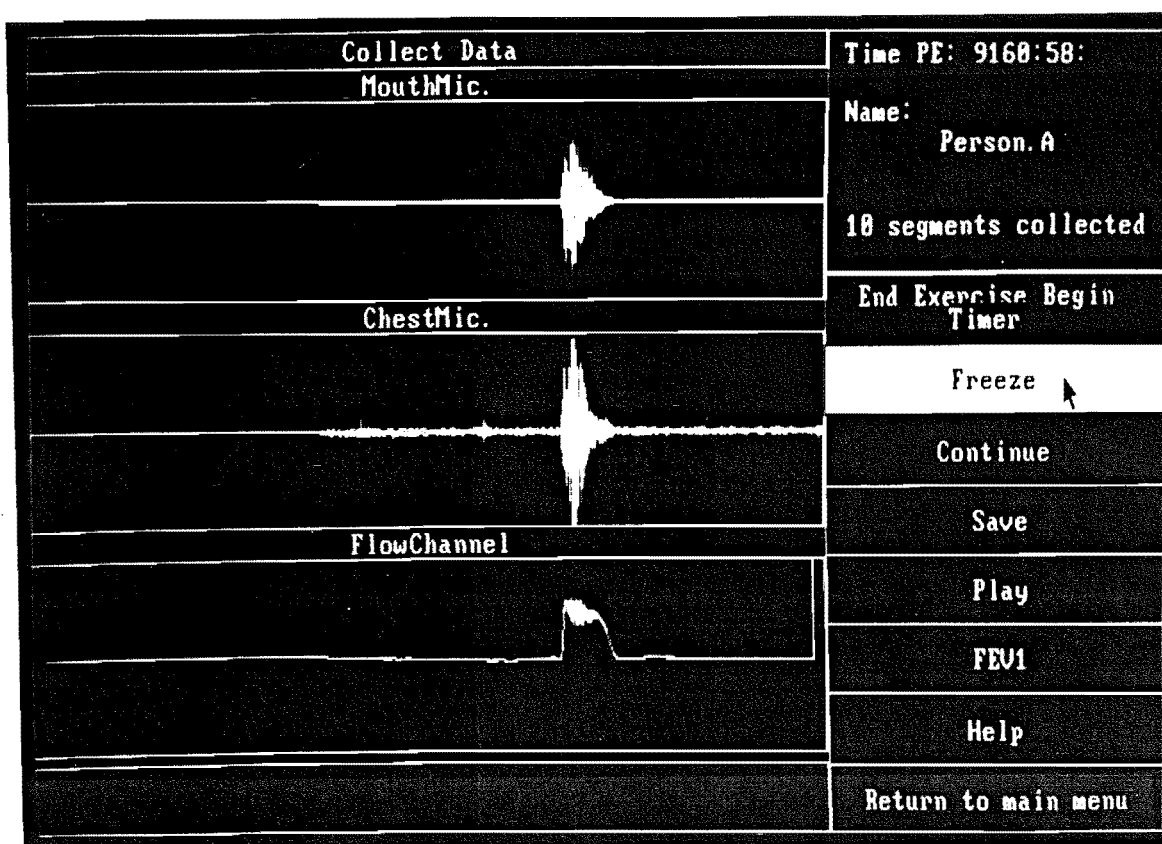 Collect Data
MouthMic.
ChestMic.
FlowChannel
Time PE: 9160:58:
Name:
Person.A
10 segments collected
End Exercise Begin
Timer
Freeze
Continue
Save
Play
FEV1
Help
Return to main menu